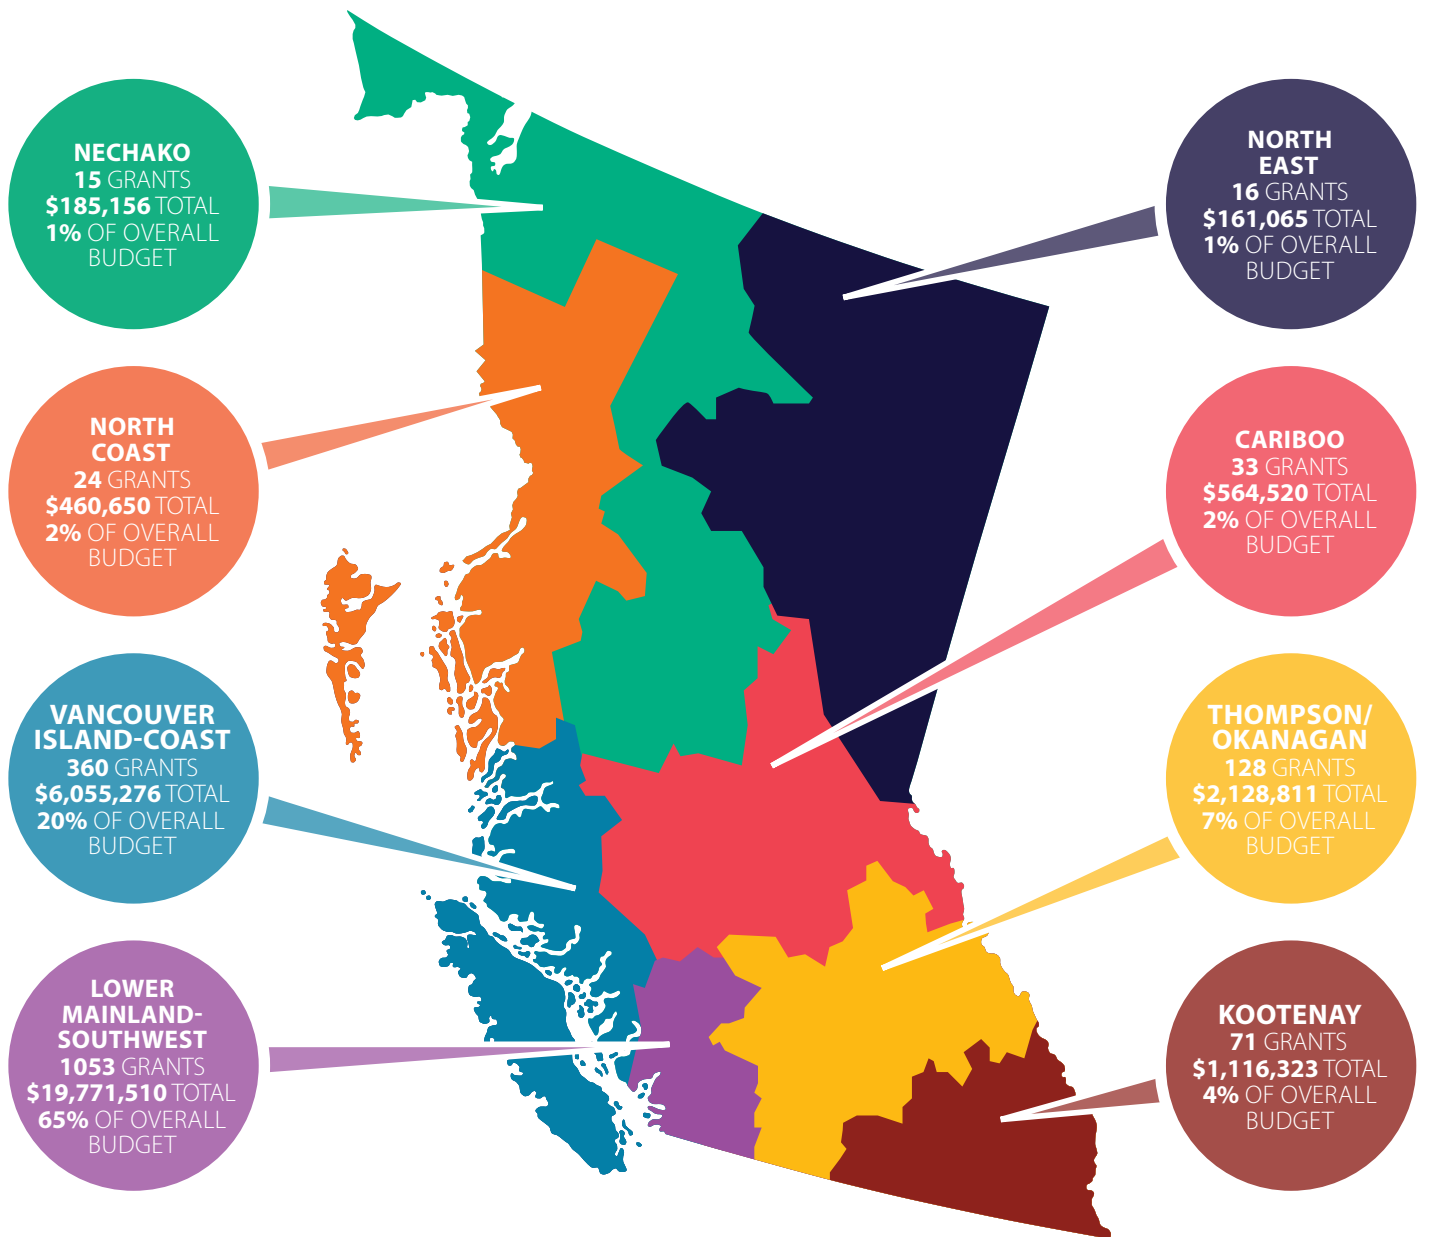 NECHAKO
15 GRANTS
$185,156 TOTAL
1% OF OVERALL
BUDGET
NORTH
COAST
24 GRANTS
$460,650 TOTAL
2% OF OVERALL
BUDGET
VANCOUVER
ISLAND-COAST
360 GRANTS
$6,055,276 TOTAL
20% OF OVERALL
BUDGET
LOWER
MAINLAND-
SOUTHWEST
1053 GRANTS
$19,771,510 TOTAL
65% OF OVERALL
BUDGET
NORTH
EAST
16 GRANTS
$161,065 TOTAL
1% OF OVERALL
BUDGET
CARIBOO
33 GRANTS
$564,520 TOTAL
2% OF OVERALL
BUDGET
THOMPSON/
OKANAGAN
128 GRANTS
$2,128,811 TOTAL
7% OF OVERALL
BUDGET
KOOTENAY
71 GRANTS
$1,116,323 TOTAL
4% OF OVERALL
BUDGET